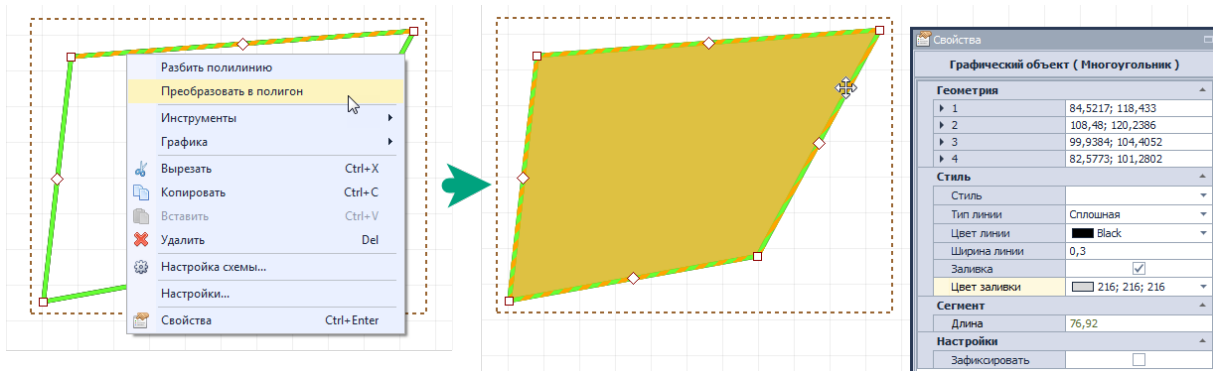 Разбить полилинию
Преобразовать в полигон
Инструменты
Графика
Вырезать Ctrl+X
Копировать Ctrl+C
Вставить Ctrl+V
Удалить Del
Настройка схемы...
Настройки...
Свойства Ctrl+Enter
Свойства
Графический объект ( Многоугольник )
Геометрия
1 84,5217; 118,433
2 108,48; 120,2386
3 99,9384; 104,4052
4 82,5773; 101,2802
Стиль
Стиль
Тип линии Сплошная
Цвет линии Black
Ширина линии 0,3
Заливка
Цвет заливки 216; 216; 216
Сегмент
Длина 76,92
Настройки
Зафиксировать